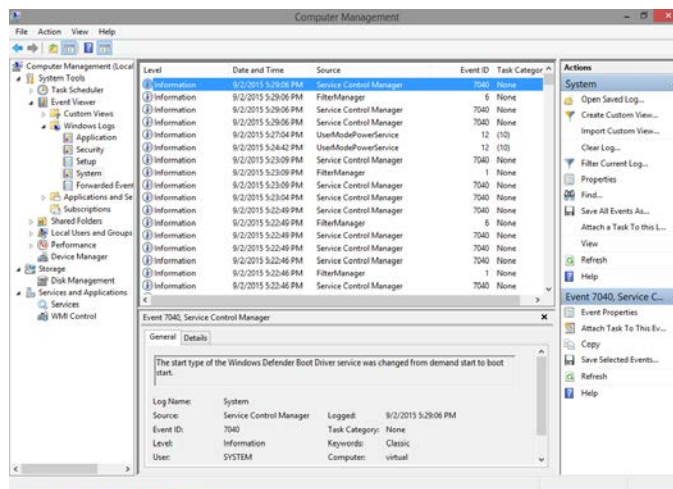 Computer Management
File Action View Help
Computer Management (Local
System Tools
Task Scheduler
Event Viewer
Custom Views
Windows Logs
Application
Security
Setup
System
Forwarded Event
Applications and Se
Subscriptions
Shared Folders
Local Users and Groups
Performance
Device Manager
Storage
Disk Management
Services and Applications
Services
WMI Control
Level Date and Time Source Event ID Task Categor
Information 9/2/2015 5:29:06 PM Service Control Manager 7040 None
Information 9/2/2015 5:29:06 PM FilterManager 6 None
Information 9/2/2015 5:29:06 PM Service Control Manager 7040 None
Information 9/2/2015 5:29:06 PM Service Control Manager 7040 None
Information 9/2/2015 5:27:04 PM UserModePowerService 12 (10)
Information 9/2/2015 5:24:42 PM UserModePowerService 12 (10)
Information 9/2/2015 5:23:09 PM Service Control Manager 7040 None
Information 9/2/2015 5:23:09 PM FilterManager 1 None
Information 9/2/2015 5:23:09 PM Service Control Manager 7040 None
Information 9/2/2015 5:23:04 PM Service Control Manager 7040 None
Information 9/2/2015 5:22:49 PM Service Control Manager 7040 None
Information 9/2/2015 5:22:49 PM FilterManager 6 None
Information 9/2/2015 5:22:49 PM Service Control Manager 7040 None
Information 9/2/2015 5:22:49 PM Service Control Manager 7040 None
Information 9/2/2015 5:22:46 PM Service Control Manager 7040 None
Information 9/2/2015 5:22:46 PM FilterManager 1 None
Information 9/2/2015 5:22:46 PM Service Control Manager 7040 None
Event 7040, Service Control Manager
General Details
The start type of the Windows Defender Boot Driver service was changed from demand start to boot
start.
Log Name: System
Source: Service Control Manager Logged: 9/2/2015 5:29:06 PM
Event ID: 7040 Task Category: None
Level: Information Keywords: Classic
User: SYSTEM Computer: virtual
Actions
System
Open Saved Log...
Create Custom View...
Import Custom View...
Clear Log...
Filter Current Log...
Properties
Find...
Save All Events As...
Attach a Task To this L...
View
Refresh
Help
Event 7040, Service C...
Event Properties
Attach Task To This Ev...
Copy
Save Selected Events...
Refresh
Help